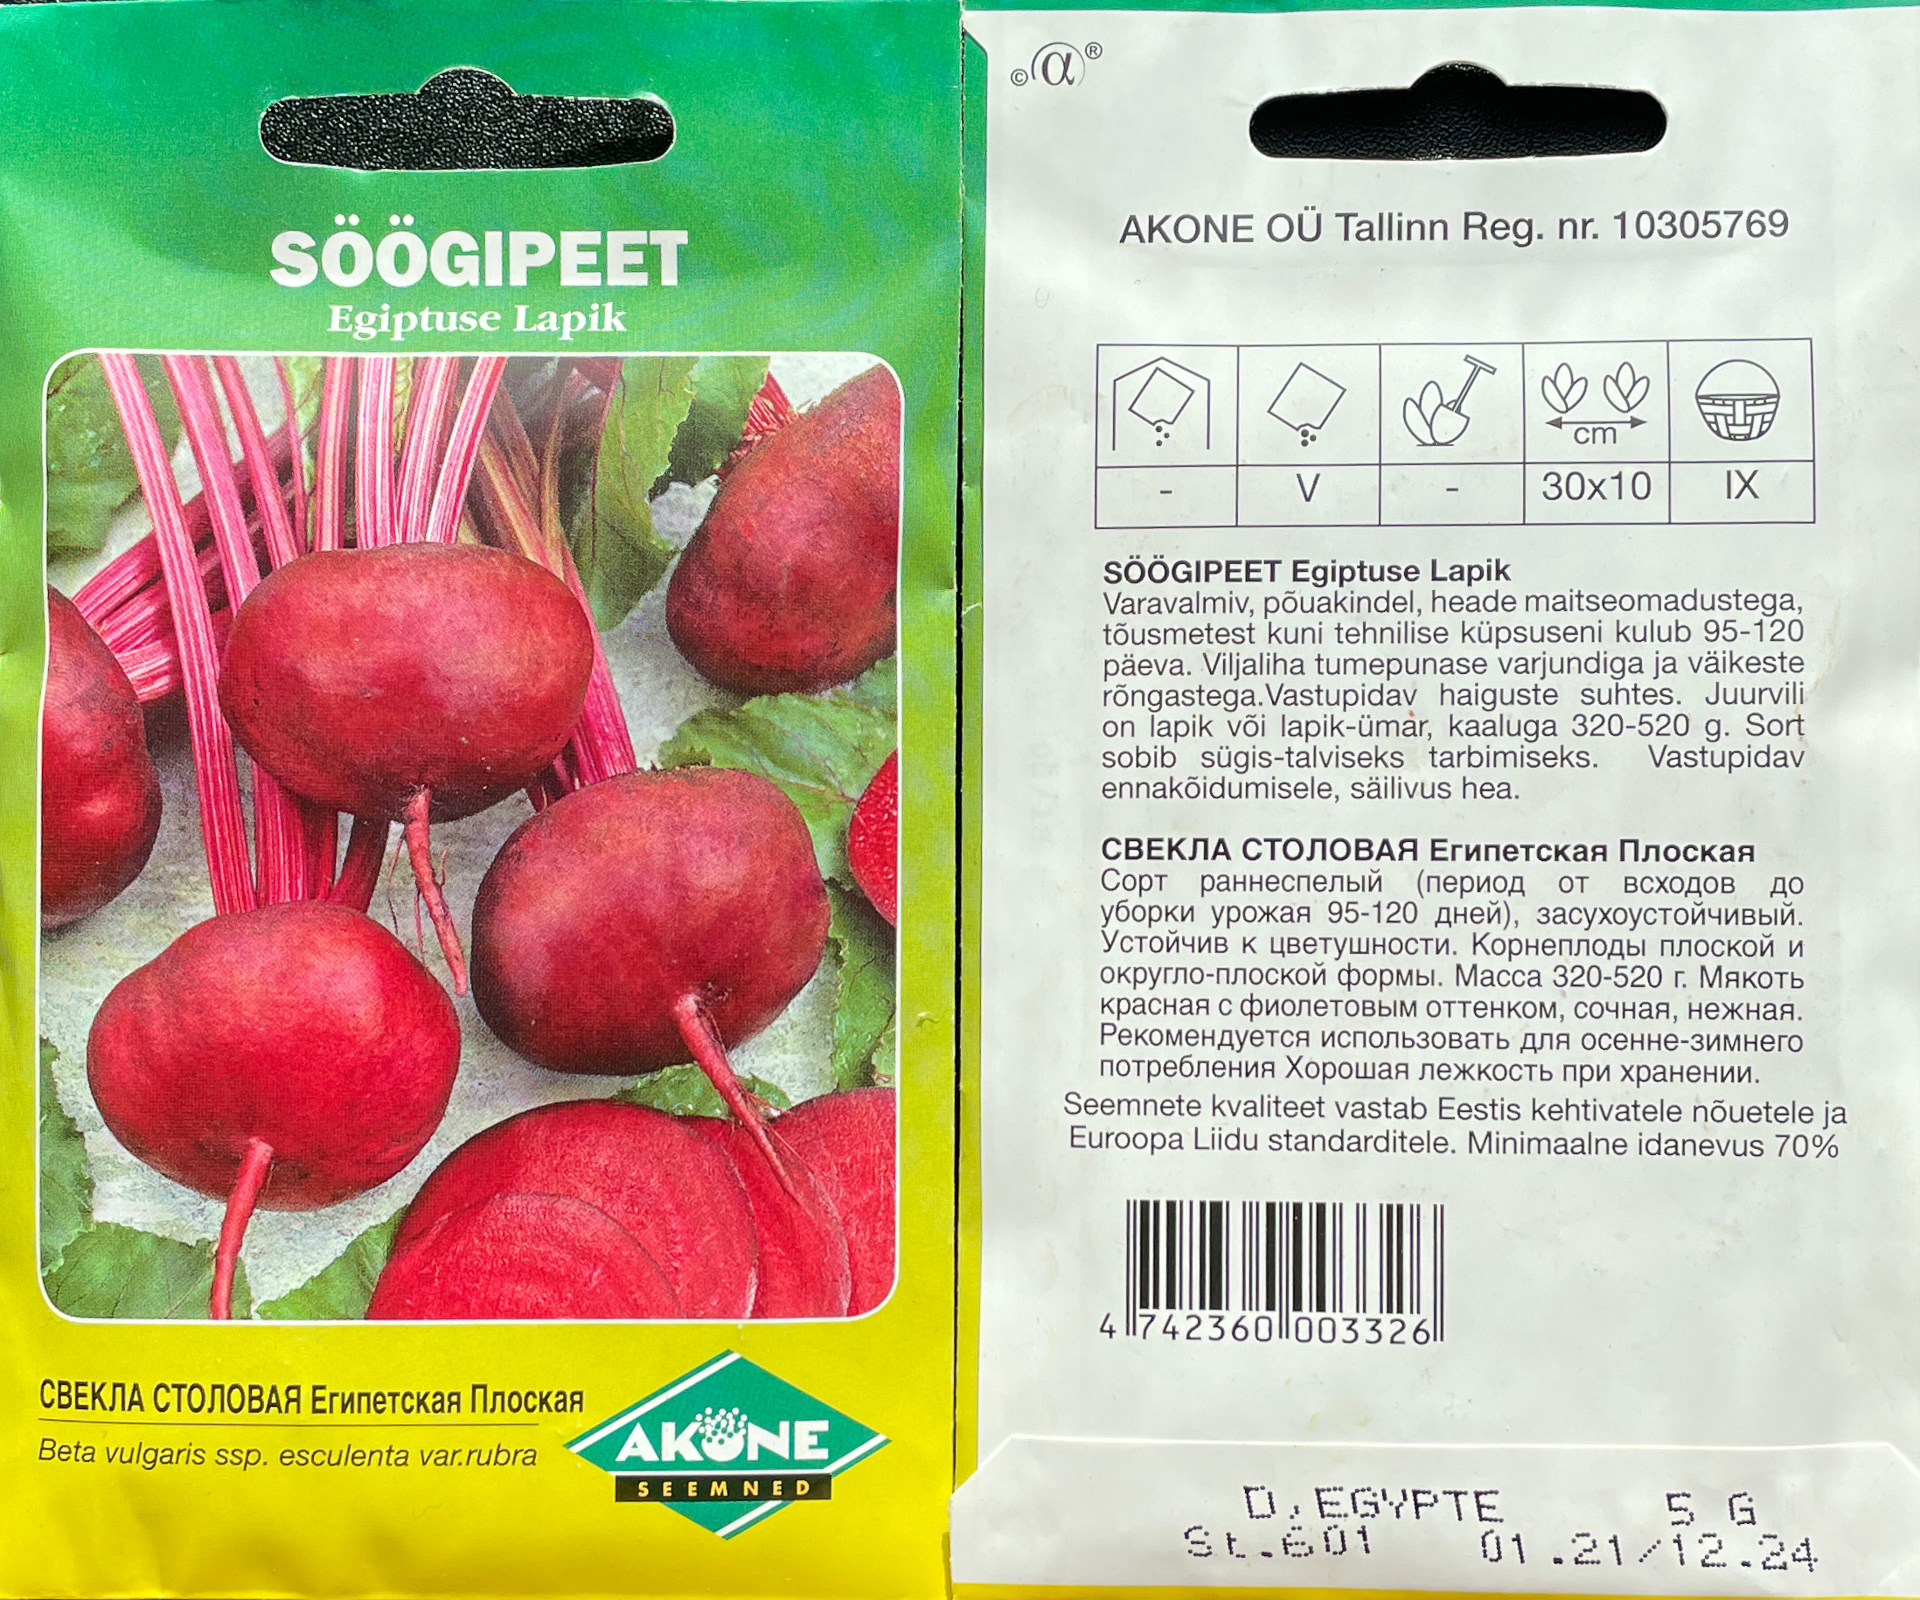 SÖÖGIPEET
Egiptuse Lapik
СВЕКЛА СТОЛОВАЯ Египетская Плоская
Beta vulgaris ssp. esculenta var.rubra
AKONE
SEEMNED
© α ®
AKONE OÜ Tallinn Reg. nr. 10305769
cm
- V - 30x10 IX
SÖÖGIPEET Egiptuse Lapik
Varavalmiv, põuakindel, heade maitseomadustega,
tõusmetest kuni tehnilise küpsuseni kulub 95-120
päeva. Viljaliha tumepunase varjundiga ja väikeste
rõngastega.Vastupidav haiguste suhtes. Juurvili
on lapik või lapik-ümar, kaaluga 320-520 g. Sort
sobib sügis-talviseks tarbimiseks. Vastupidav
ennakõidumisele, säilivus hea.
СВЕКЛА СТОЛОВАЯ Египетская Плоская
Сорт раннеспелый (период от всходов до
уборки урожая 95-120 дней), засухоустойчивый.
Устойчив к цветушности. Корнеплоды плоской и
округло-плоской формы. Масса 320-520 г. Мякоть
красная с фиолетовым оттенком, сочная, нежная.
Рекомендуется использовать для осенне-зимнего
потребления Хорошая лежкость при хранении.
Seemnete kvaliteet vastab Eestis kehtivatele nõuetele ja
Euroopa Liidu standarditele. Minimaalne idanevus 70%
4 742360 003326
D,EGYPTE 5 G
St.601 01.21/12.24